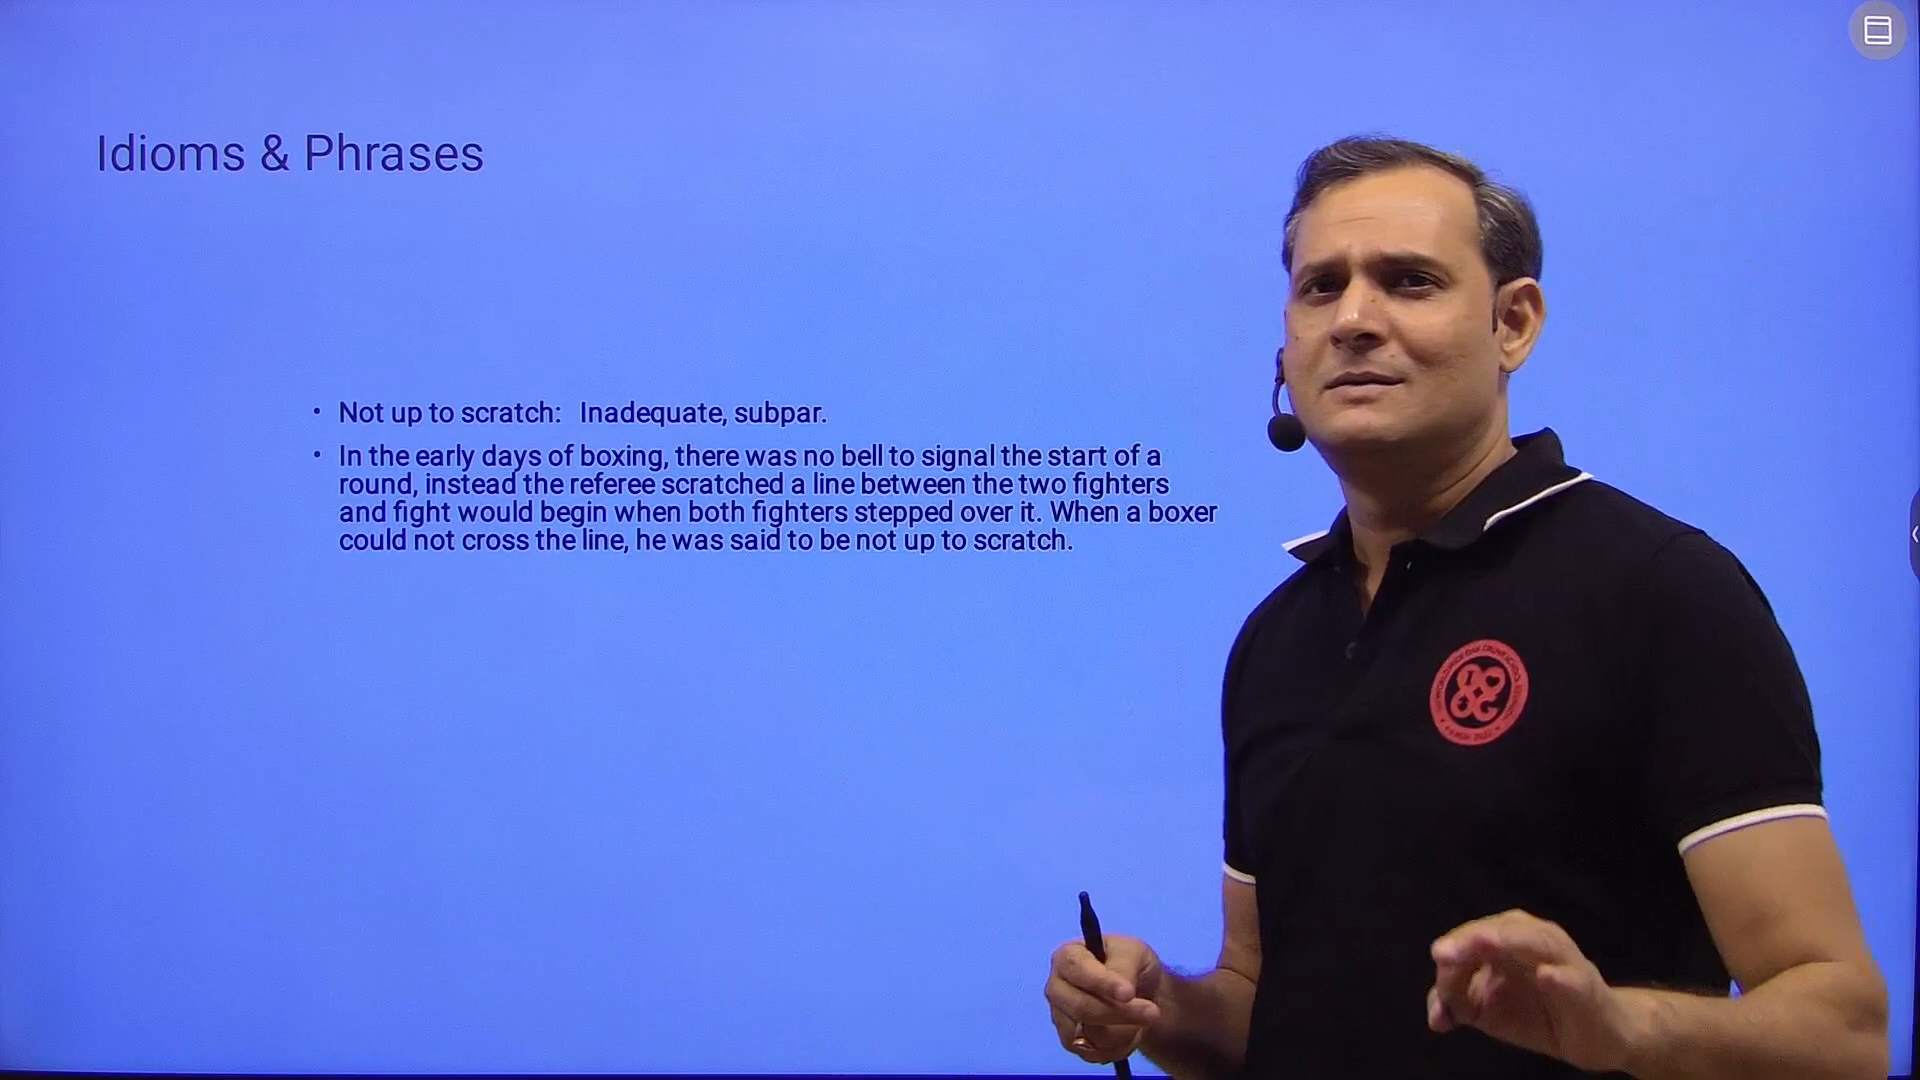 Idioms & Phrases
• Not up to scratch: Inadequate, subpar.
• In the early days of boxing, there was no bell to signal the start of a
round, instead the referee scratched a line between the two fighters
and fight would begin when both fighters stepped over it. When a boxer
could not cross the line, he was said to be not up to scratch.